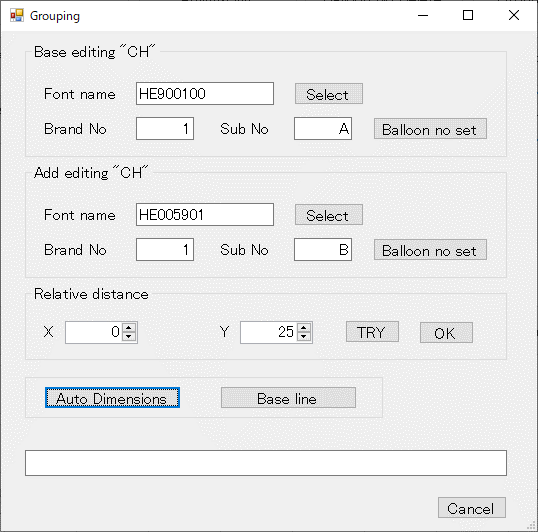 Grouping
Base editing "CH"
Font name HE900100 Select
Brand No 1 Sub No A Balloon no set
Add editing "CH"
Font name HE005901 Select
Brand No 1 Sub No B Balloon no set
Relative distance
X 0 Y 25 TRY OK
Auto Dimensions Base line
Cancel